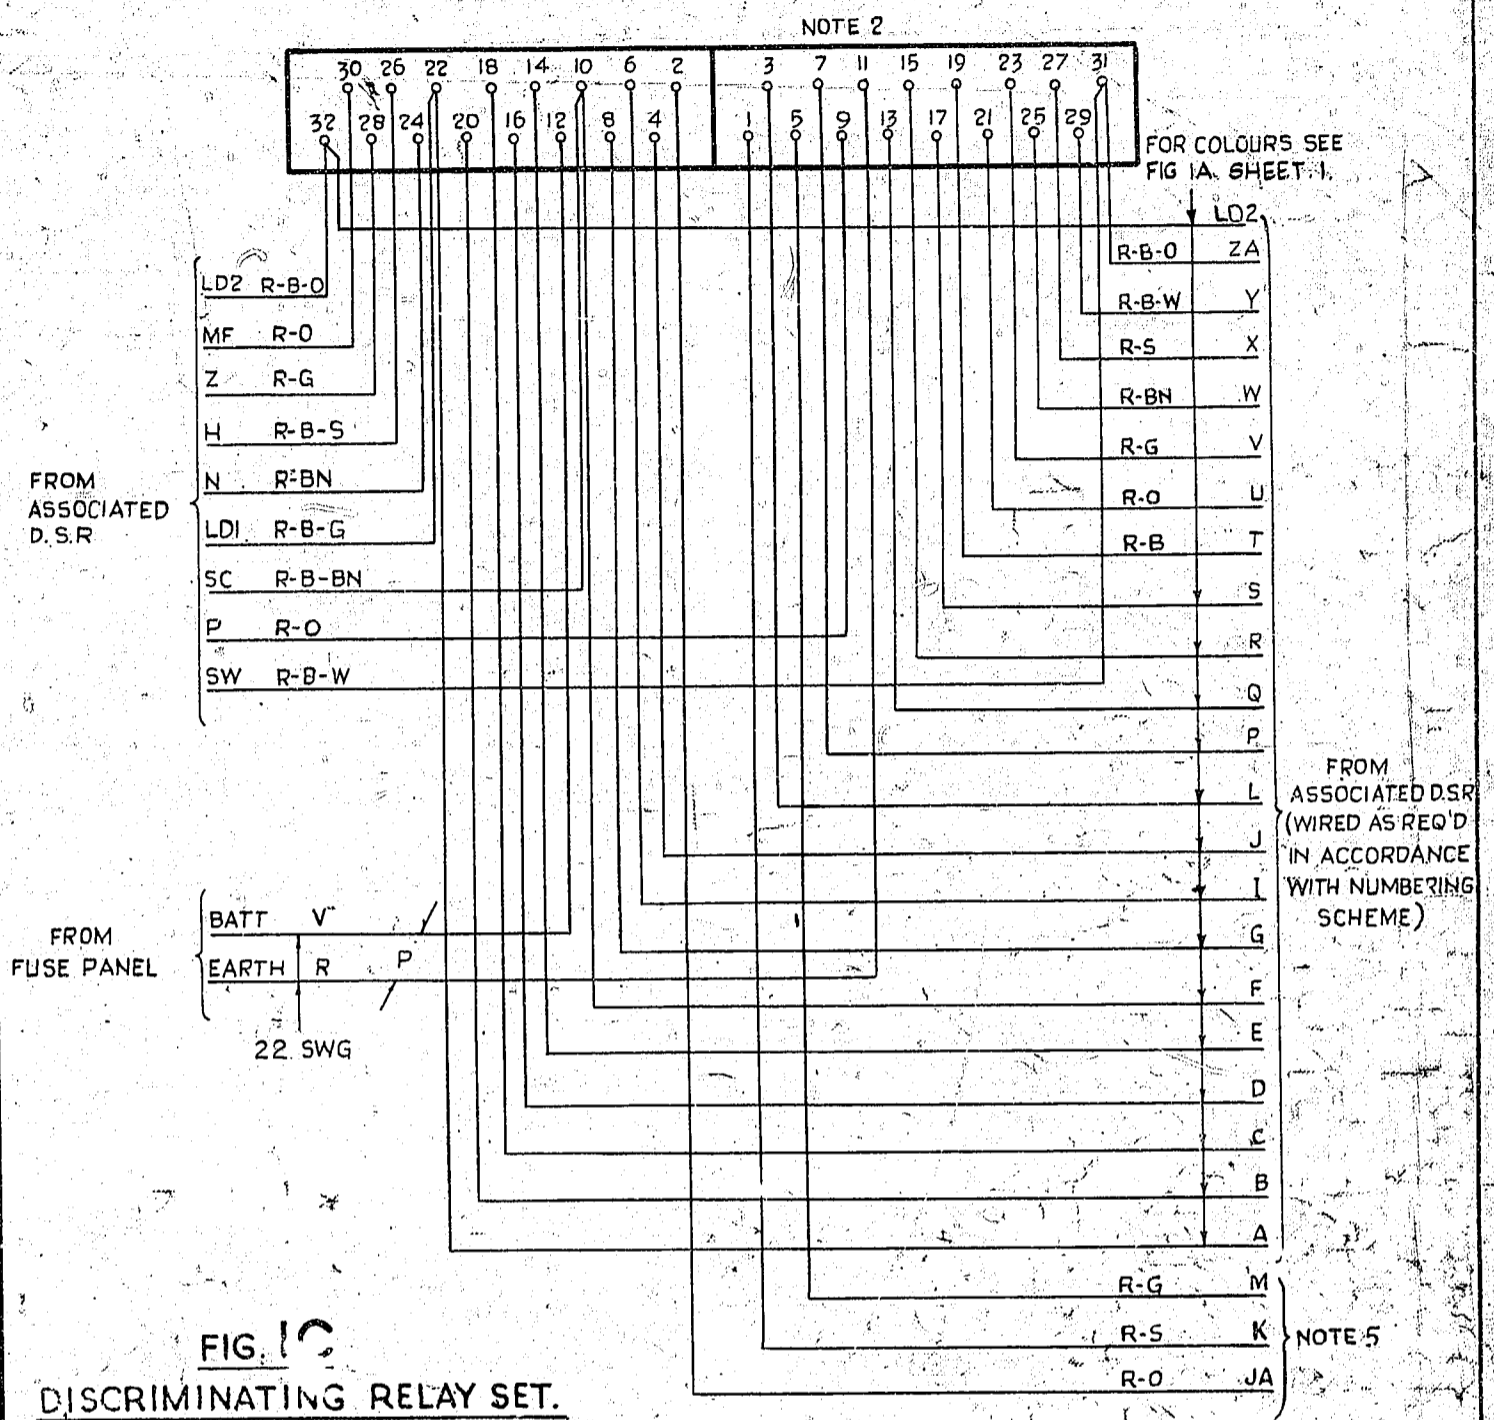 NOTE 2
30 26 22 18 14 10 6 2 3 7 11 15 19 23 27 31
32 28 24 20 16 12 8 4 1 5 9 13 17 21 25 29
FOR COLOURS SEE
FIG 1A. SHEET. 1.
LD2
R-B-O ZA
R-B-W Y
R-S X
R-BN W
R-G V
R-O U
R-B T
S
R
Q
P
L
J
I
G
F
E
D
C
B
A
FROM
ASSOCIATED D.S.R
(WIRED AS REQ'D
IN ACCORDANCE
WITH NUMBERING
SCHEME)
R-G M
R-S K
R-O JA
NOTE 5
FROM
ASSOCIATED
D.S.R
LD2 R-B-O
MF R-O
Z R-G
H R-B-S
N R-BN
LD1 R-B-G
SC R-B-BN
P R-O
SW R-B-W
FROM
FUSE PANEL
BATT V
EARTH R P
22 SWG
FIG. 1C
DISCRIMINATING RELAY SET.